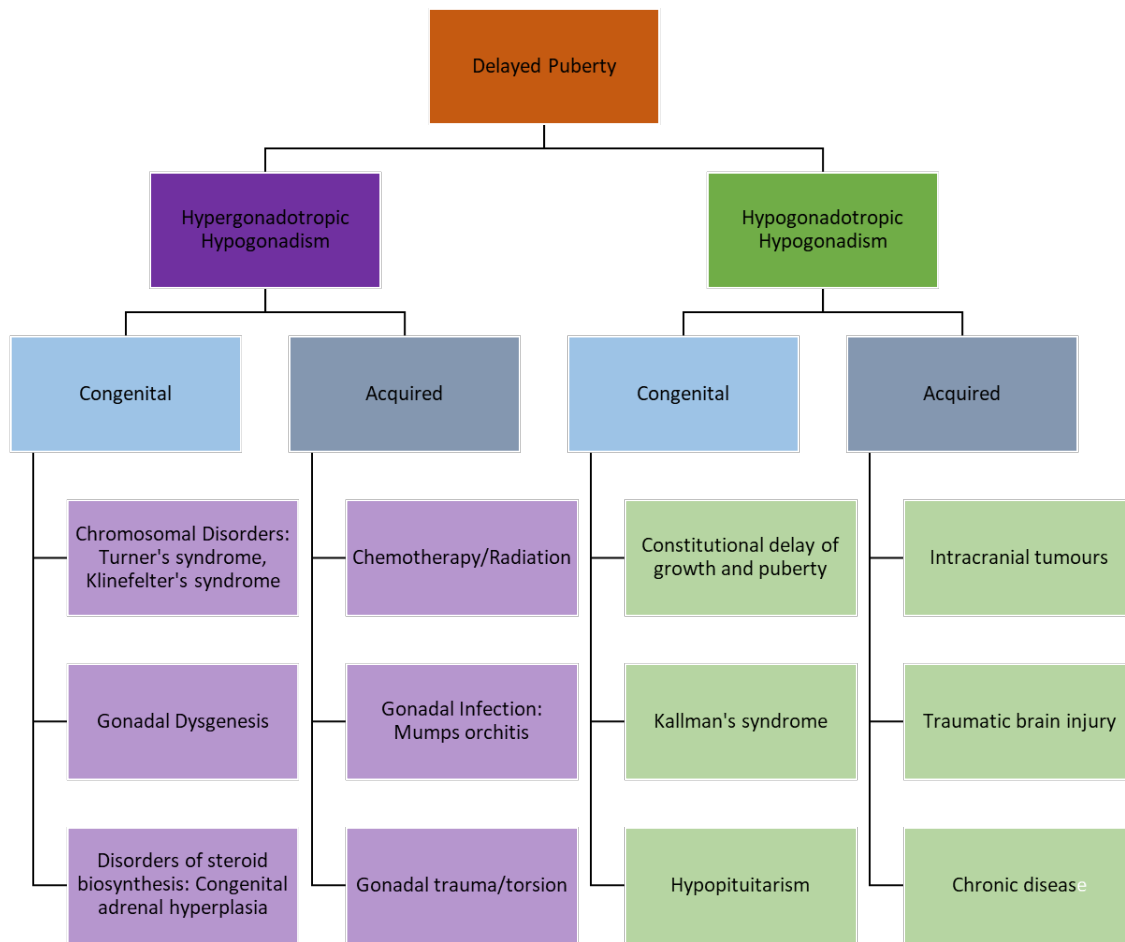 Delayed Puberty
Hypergonadotropic
Hypogonadism
Hypogonadotropic
Hypogonadism
Congenital
Acquired
Congenital
Acquired
Chromosomal Disorders:
Turner's syndrome,
Klinefelter's syndrome
Chemotherapy/Radiation
Constitutional delay of
growth and puberty
Intracranial tumours
Gonadal Dysgenesis
Gonadal Infection:
Mumps orchitis
Kallman's syndrome
Traumatic brain injury
Disorders of steroid
biosynthesis: Congenital
adrenal hyperplasia
Gonadal trauma/torsion
Hypopituitarism
Chronic disease